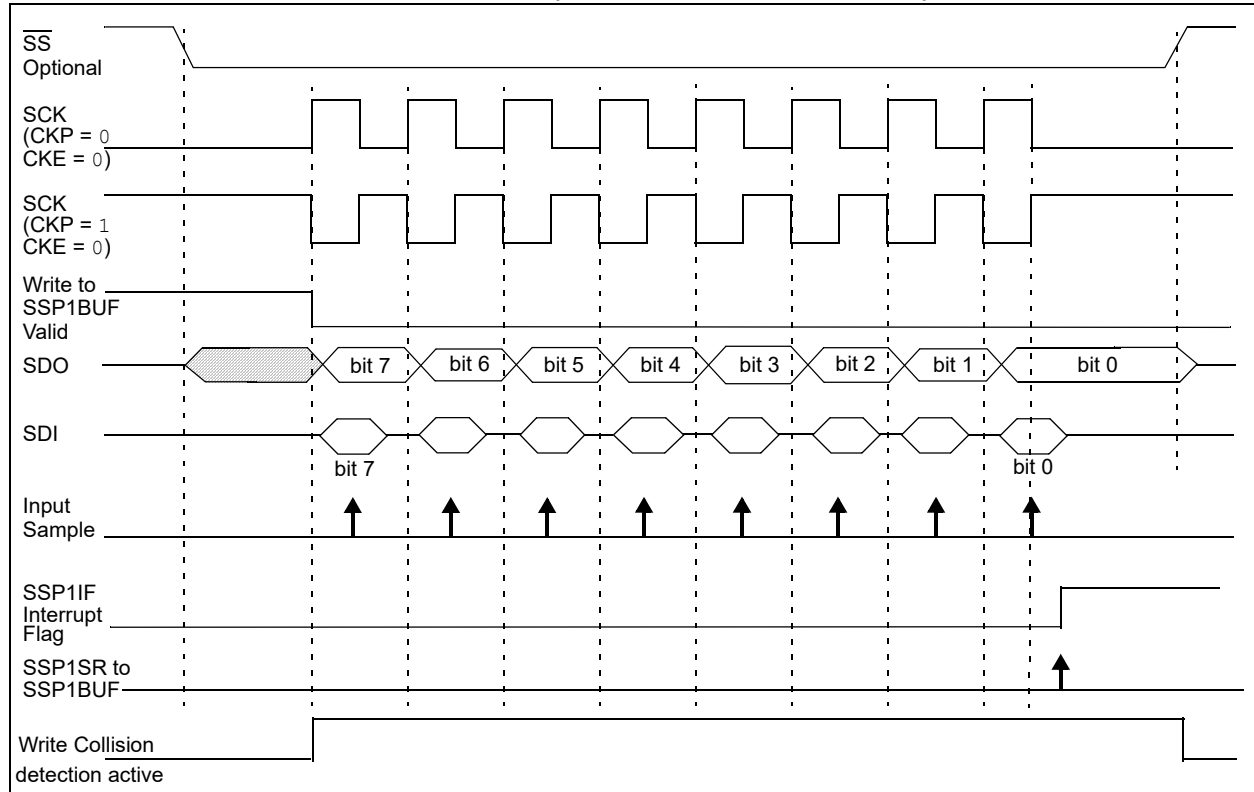 SS
Optional
SCK
(CKP = 0
CKE = 0)
SCK
(CKP = 1
CKE = 0)
Write to
SSP1BUF
Valid
SDO
bit 7 bit 6 bit 5 bit 4 bit 3 bit 2 bit 1 bit 0
SDI
bit 7 bit 0
Input
Sample
SSP1IF
Interrupt
Flag
SSP1SR to
SSP1BUF
Write Collision
detection active